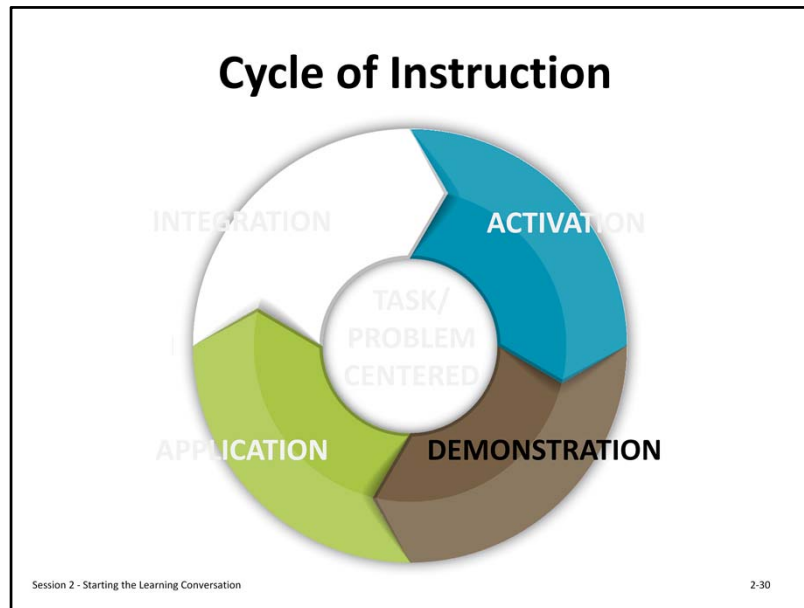 Cycle of Instruction
INTEGRATION
ACTIVATION
TASK/
PROBLEM
CENTERED
APPLICATION
DEMONSTRATION
Session 2 - Starting the Learning Conversation
2-30